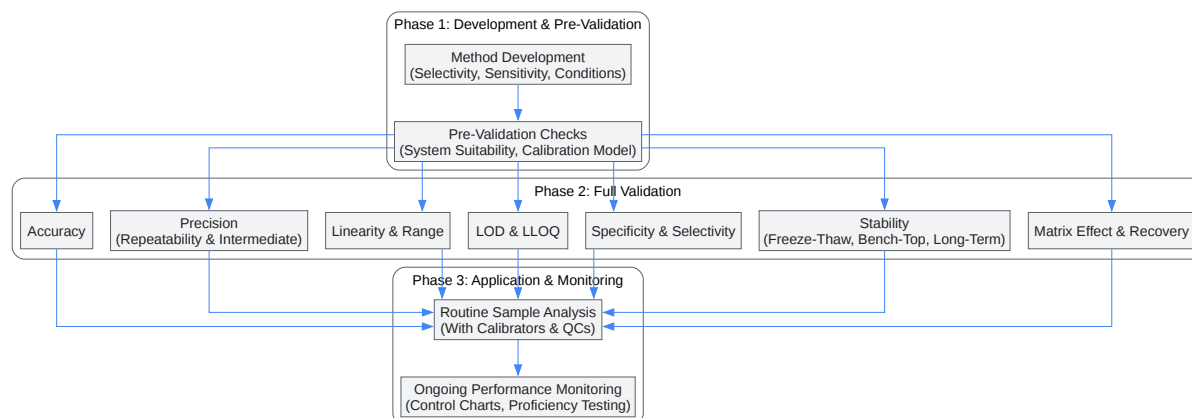 Phase 1: Development & Pre-Validation
Method Development
(Selectivity, Sensitivity, Conditions)
Pre-Validation Checks
(System Suitability, Calibration Model)
Phase 2: Full Validation
Accuracy
Precision
(Repeatability & Intermediate)
Linearity & Range
LOD & LLOQ
Specificity & Selectivity
Stability
(Freeze-Thaw, Bench-Top, Long-Term)
Matrix Effect & Recovery
Phase 3: Application & Monitoring
Routine Sample Analysis
(With Calibrators & QCs)
Ongoing Performance Monitoring
(Control Charts, Proficiency Testing)